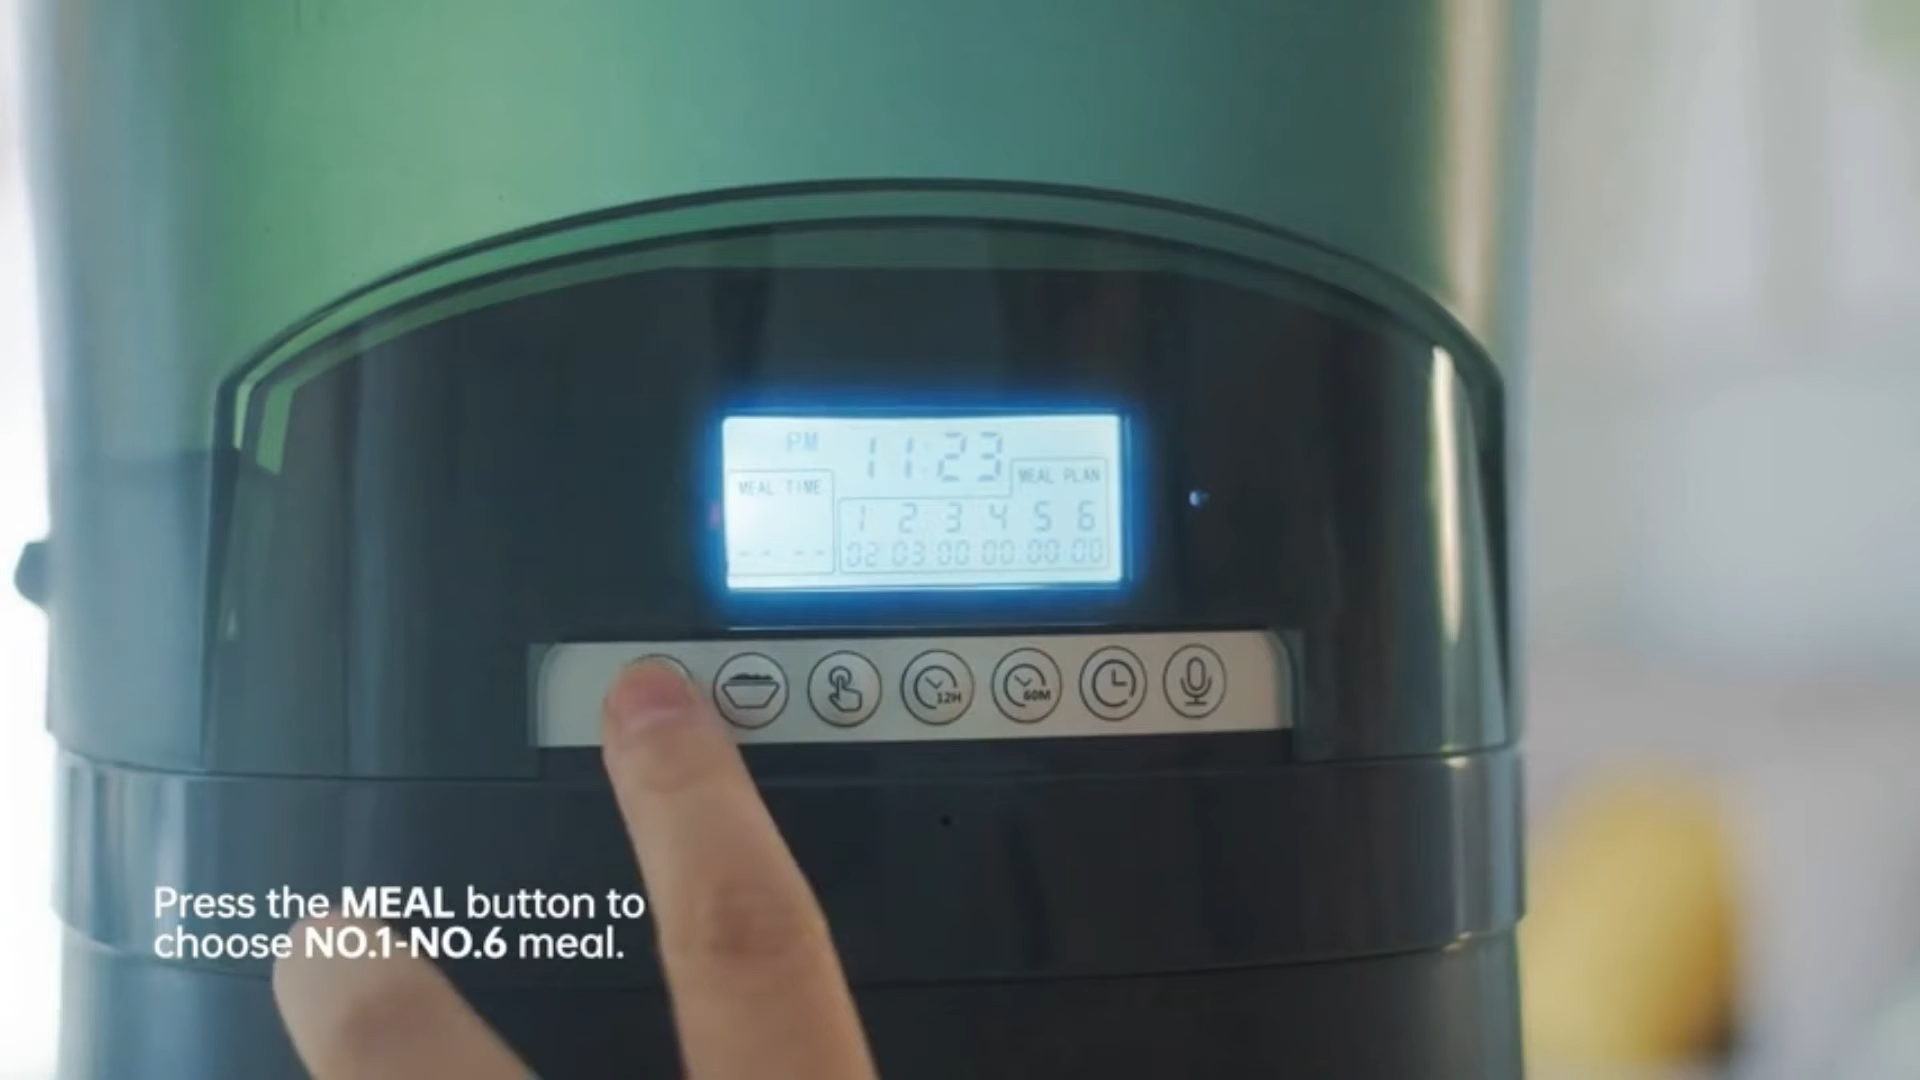 PM 11:23
MEAL TIME
MEAL PLAN
1 2 3 4 5 6
-- --
02 03 00 00 00 00
12H
60M
Press the MEAL button to
choose NO.1-NO.6 meal.